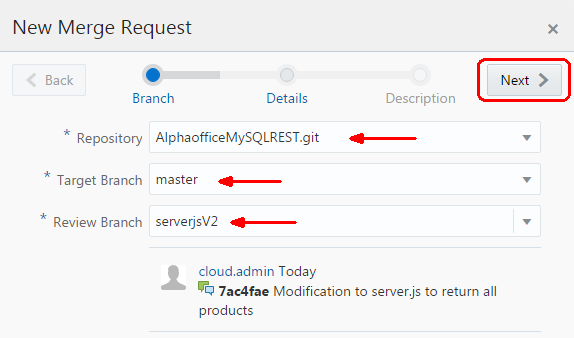 New Merge Request
Back
Next
Branch
Details
Description
* Repository AlphaofficeMySQLREST.git
* Target Branch master
* Review Branch serverjsV2
cloud.admin Today
7ac4fae Modification to server.js to return all
products